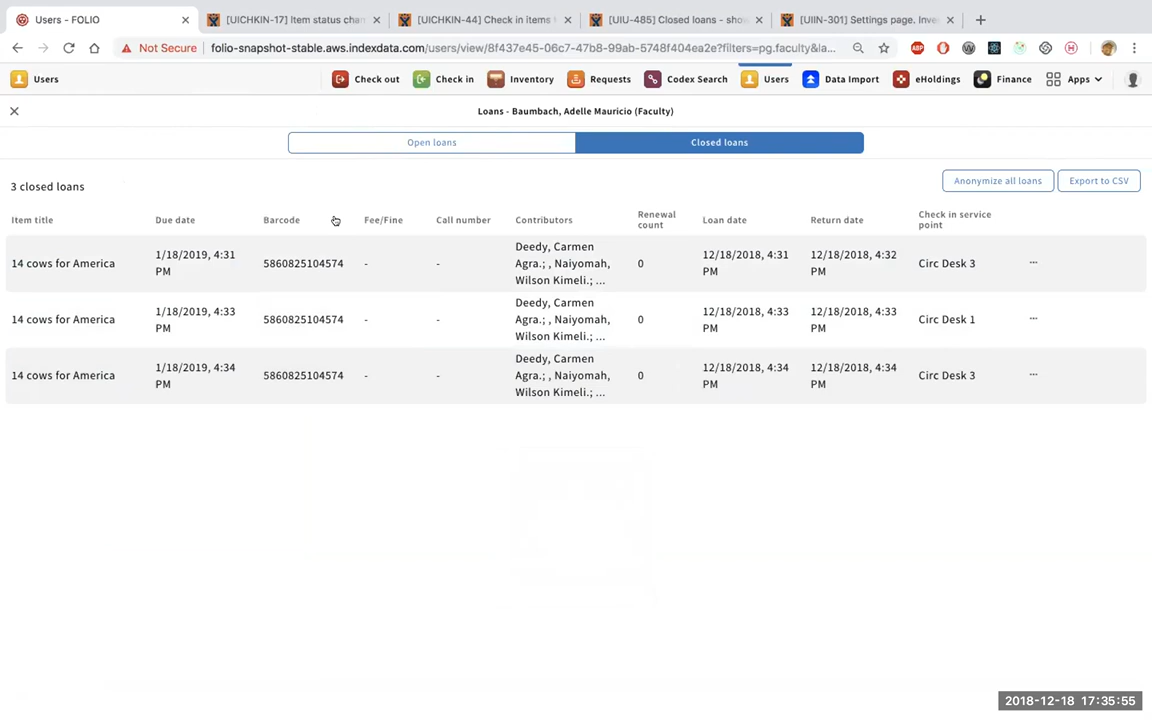 Users - FOLIO
[UICHKIN-17] Item status chan
[UICHKIN-44] Check in items
[UIU-485] Closed loans - sho
[UIIN-301] Settings page. Inve
Not Secure
folio-snapshot-stable.aws.indexdata.com/users/view/8f437e45-06c7-47b8-99ab-5748f404ea2e?filters=pg.faculty&la...
ABP
Users
Check out
Check in
Inventory
Requests
Codex Search
Users
Data Import
eHoldings
Finance
Apps
Loans - Baumbach, Adelle Mauricio (Faculty)
Open loans
Closed loans
3 closed loans
Anonymize all loans
Export to CSV
Item title
Due date
Barcode
Fee/Fine
Call number
Contributors
Renewal
count
Loan date
Return date
Check in service
point
14 cows for America
1/18/2019, 4:31
PM
5860825104574
-
-
Deedy, Carmen
Agra.; , Naiyomah,
Wilson Kimeli.; ...
0
12/18/2018, 4:31
PM
12/18/2018, 4:32
PM
Circ Desk 3
...
14 cows for America
1/18/2019, 4:33
PM
5860825104574
-
-
Deedy, Carmen
Agra.; , Naiyomah,
Wilson Kimeli.; ...
0
12/18/2018, 4:33
PM
12/18/2018, 4:33
PM
Circ Desk 1
...
14 cows for America
1/18/2019, 4:34
PM
5860825104574
-
-
Deedy, Carmen
Agra.; , Naiyomah,
Wilson Kimeli.; ...
0
12/18/2018, 4:34
PM
12/18/2018, 4:34
PM
Circ Desk 3
...
2018-12-18 17:35:55